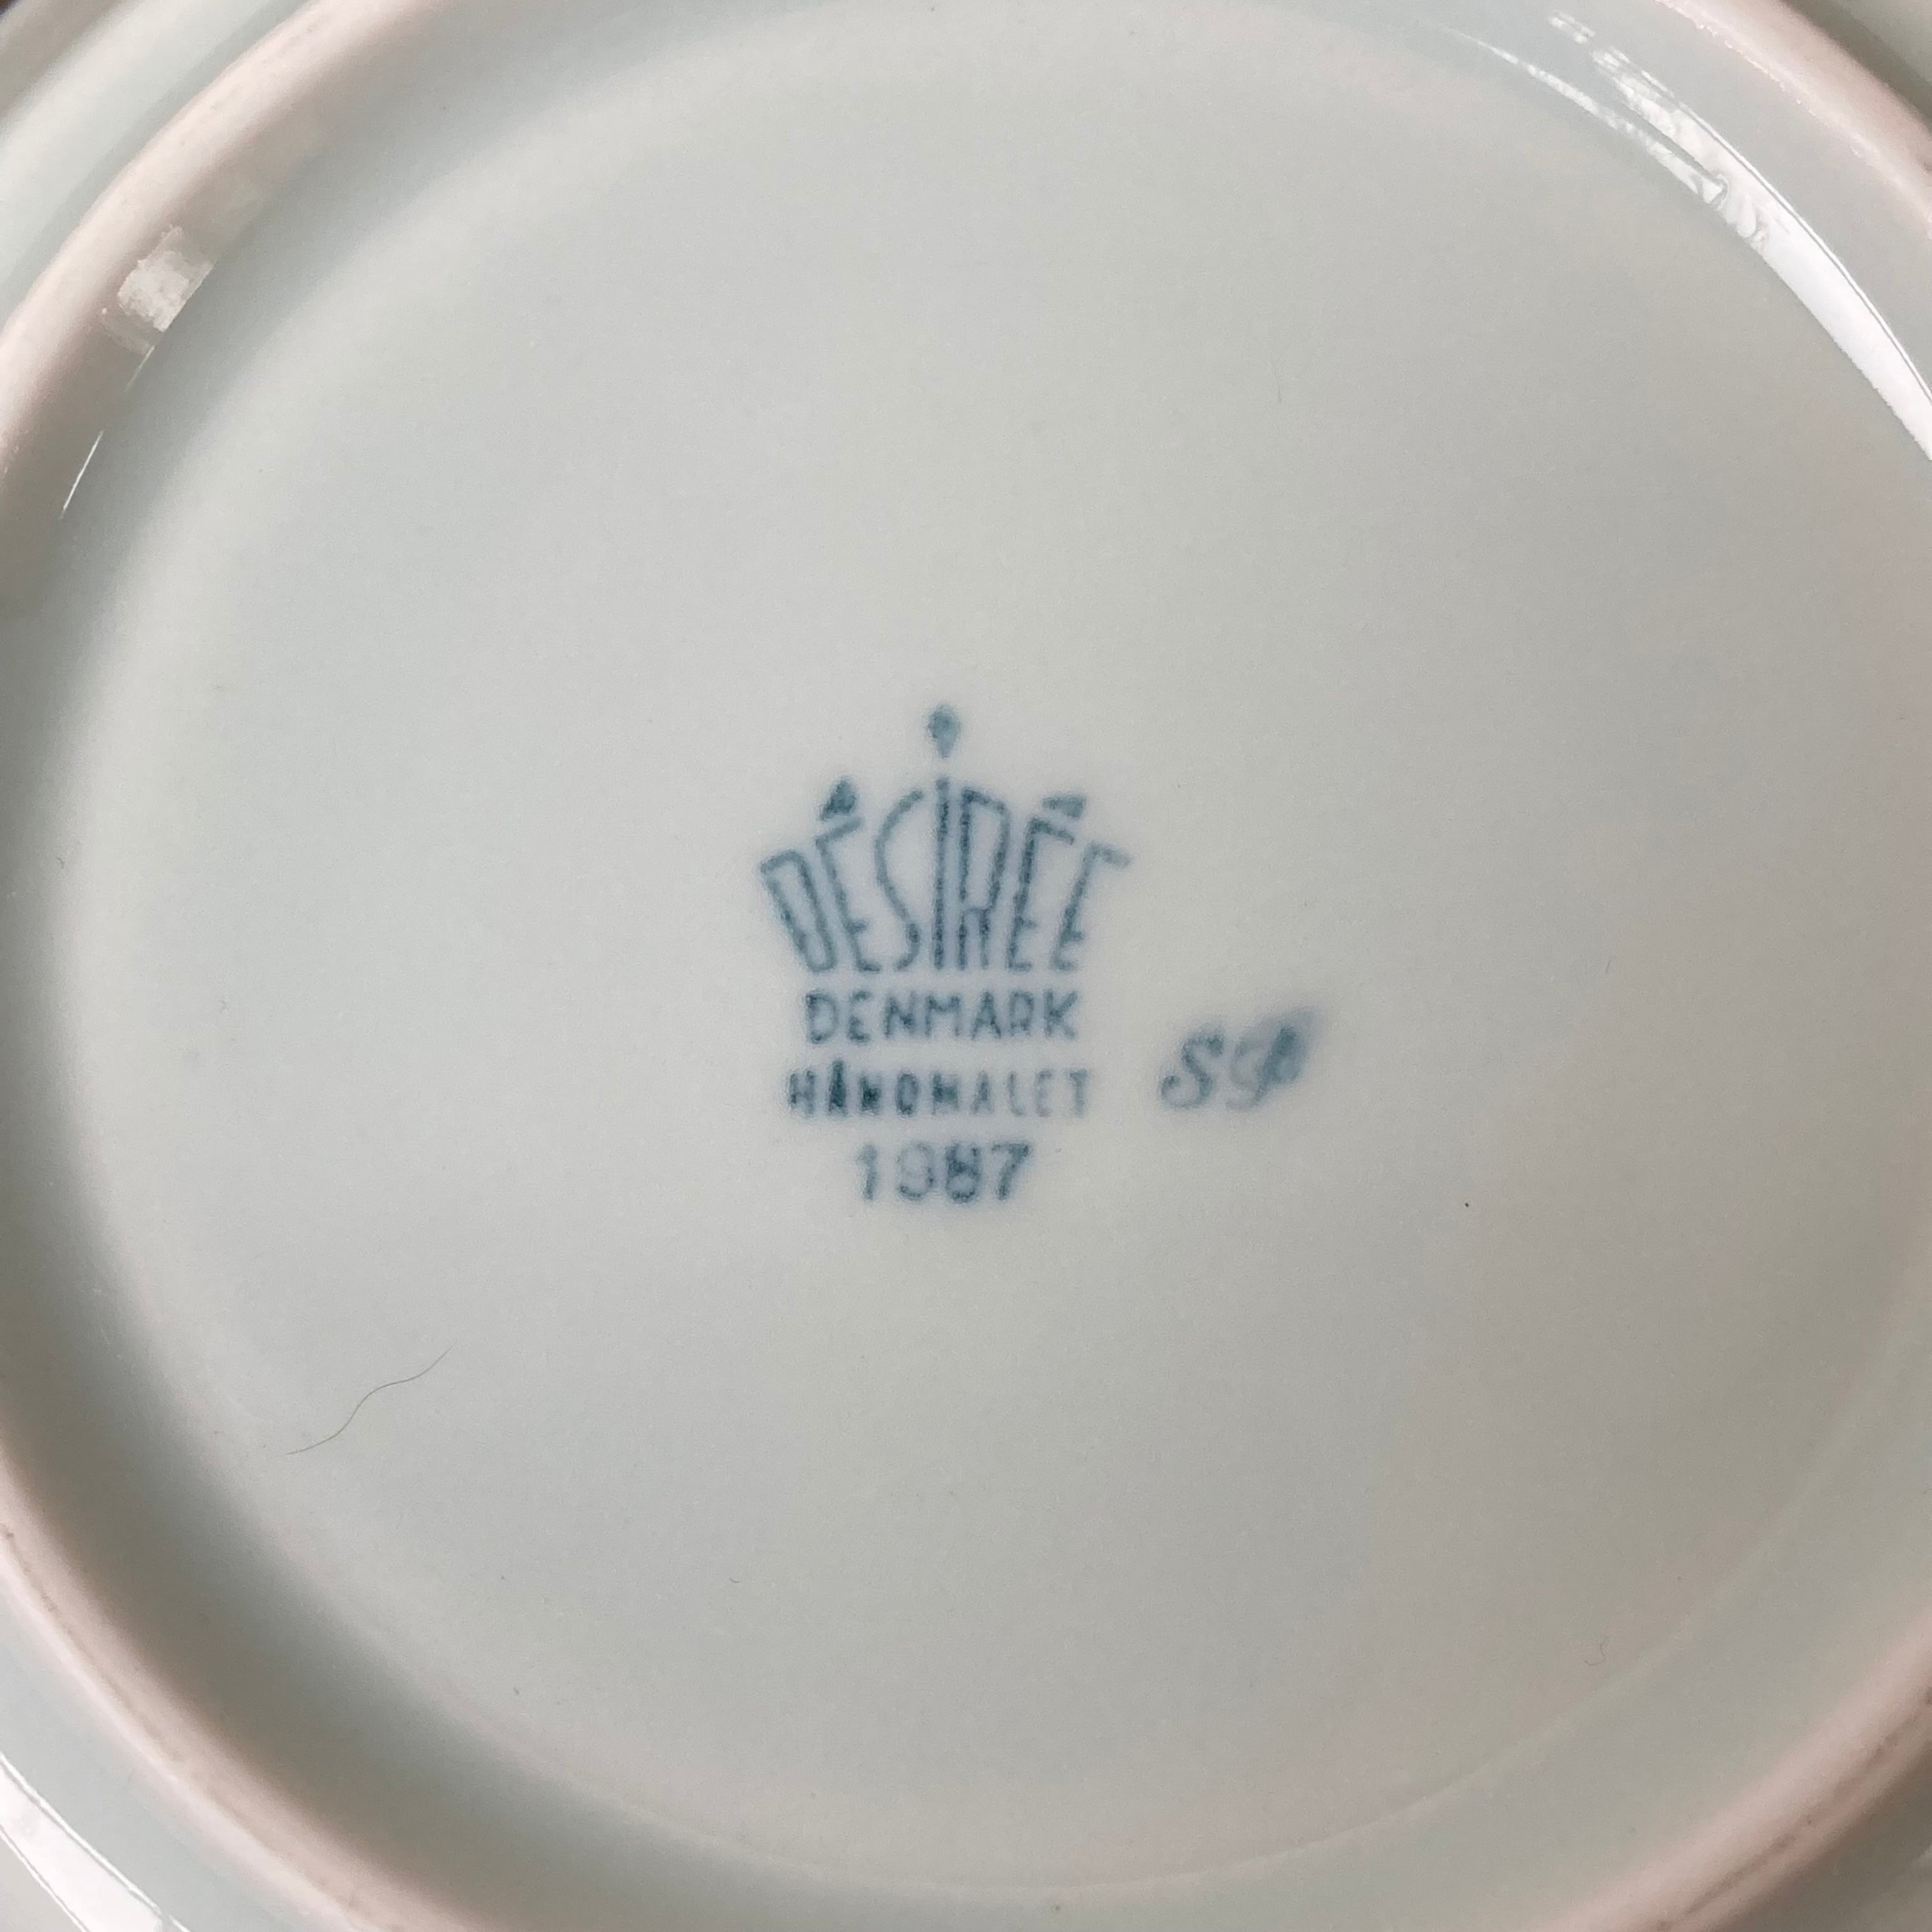 DÉSIRÉE
DENMARK
HÅNDMALET
1987